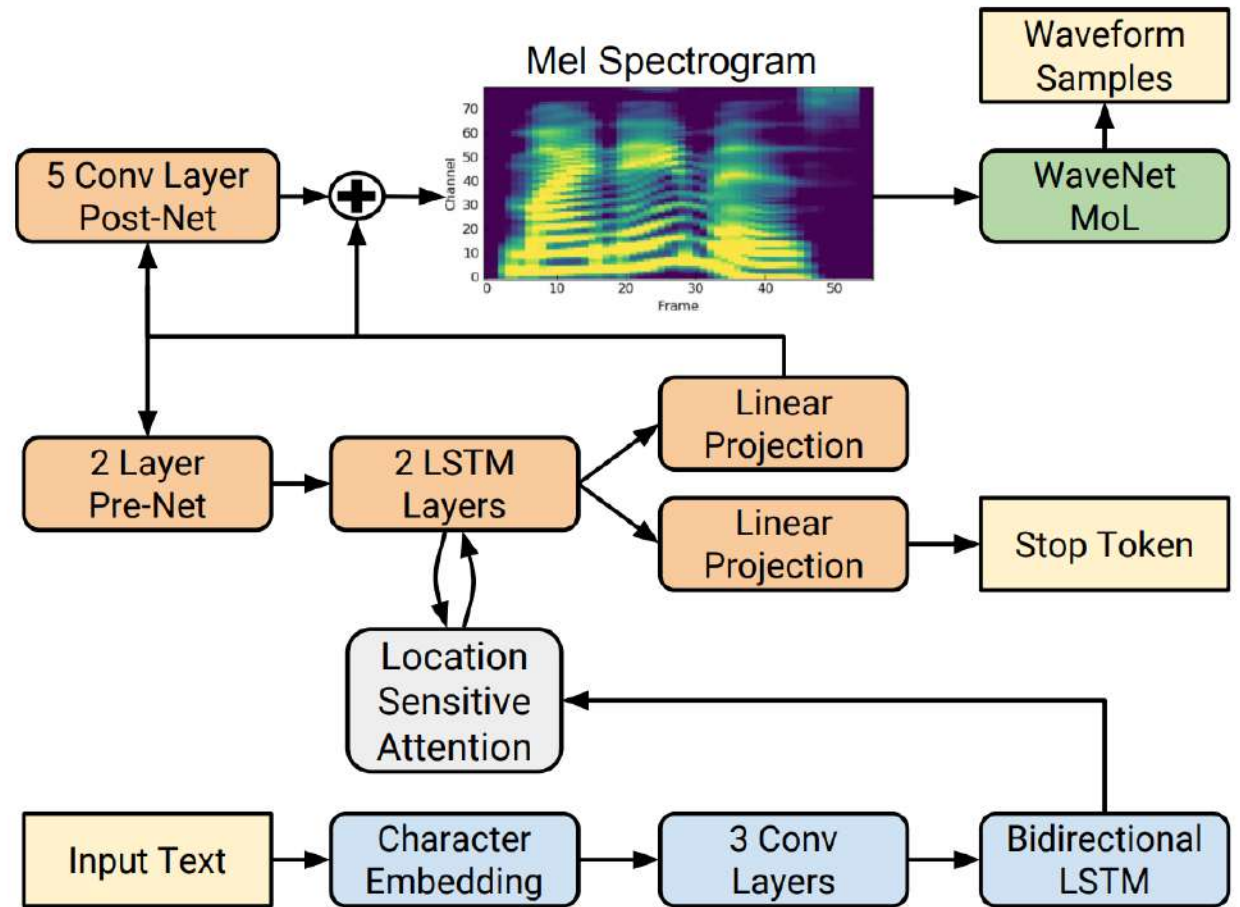 Waveform
Samples
Mel Spectrogram
70
60
50
40
30
20
10
0
Channel
0 10 20 30 40 50
Frame
5 Conv Layer
Post-Net
WaveNet
MoL
Linear
Projection
2 Layer
Pre-Net
2 LSTM
Layers
Linear
Projection
Stop Token
Location
Sensitive
Attention
Input Text
Character
Embedding
3 Conv
Layers
Bidirectional
LSTM